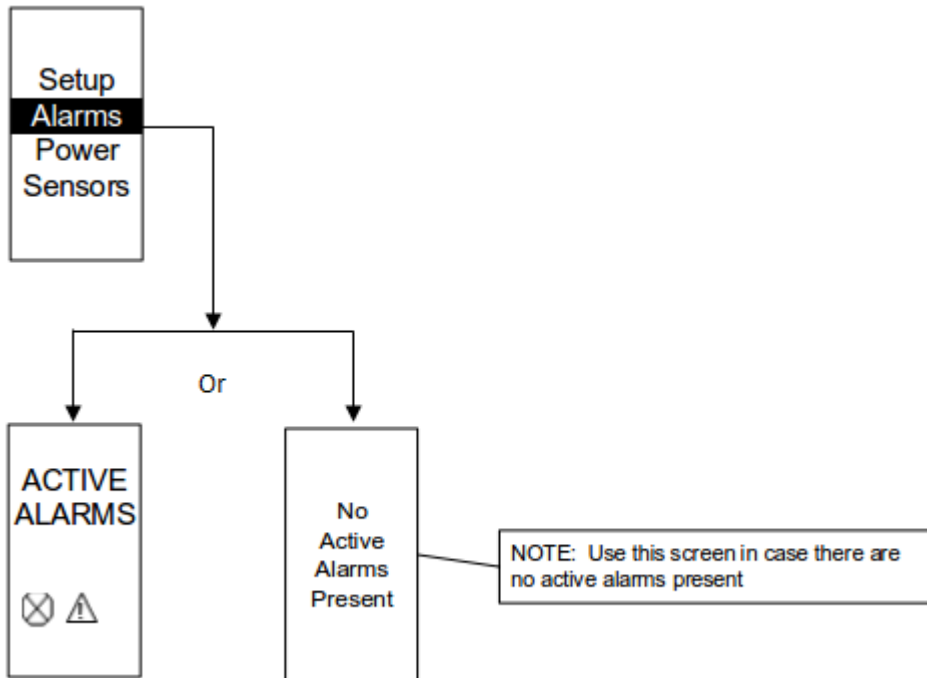 Setup
Alarms
Power
Sensors
Or
ACTIVE
ALARMS
No
Active
Alarms
Present
NOTE:  Use this screen in case there are
no active alarms present